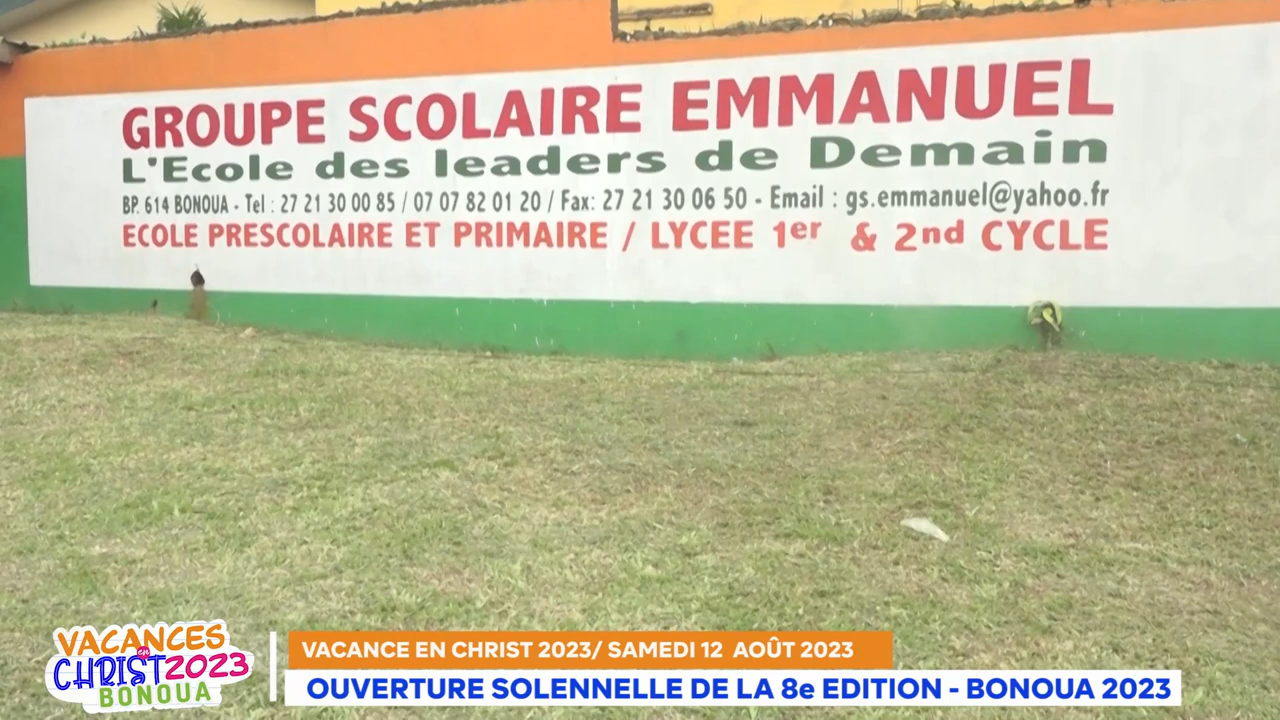 GROUPE SCOLAIRE EMMANUEL
L'Ecole des leaders de Demain
BP. 614 BONOUA - Tel : 27 21 30 00 85 / 07 07 82 01 20 / Fax: 27 21 30 06 50 - Email : gs.emmanuel@yahoo.fr
ECOLE PRESCOLAIRE ET PRIMAIRE / LYCEE 1er & 2nd CYCLE
VACANCES
en
CHRIST2023
BONOUA
VACANCE EN CHRIST 2023/ SAMEDI 12 AOÛT 2023
OUVERTURE SOLENNELLE DE LA 8e EDITION - BONOUA 2023